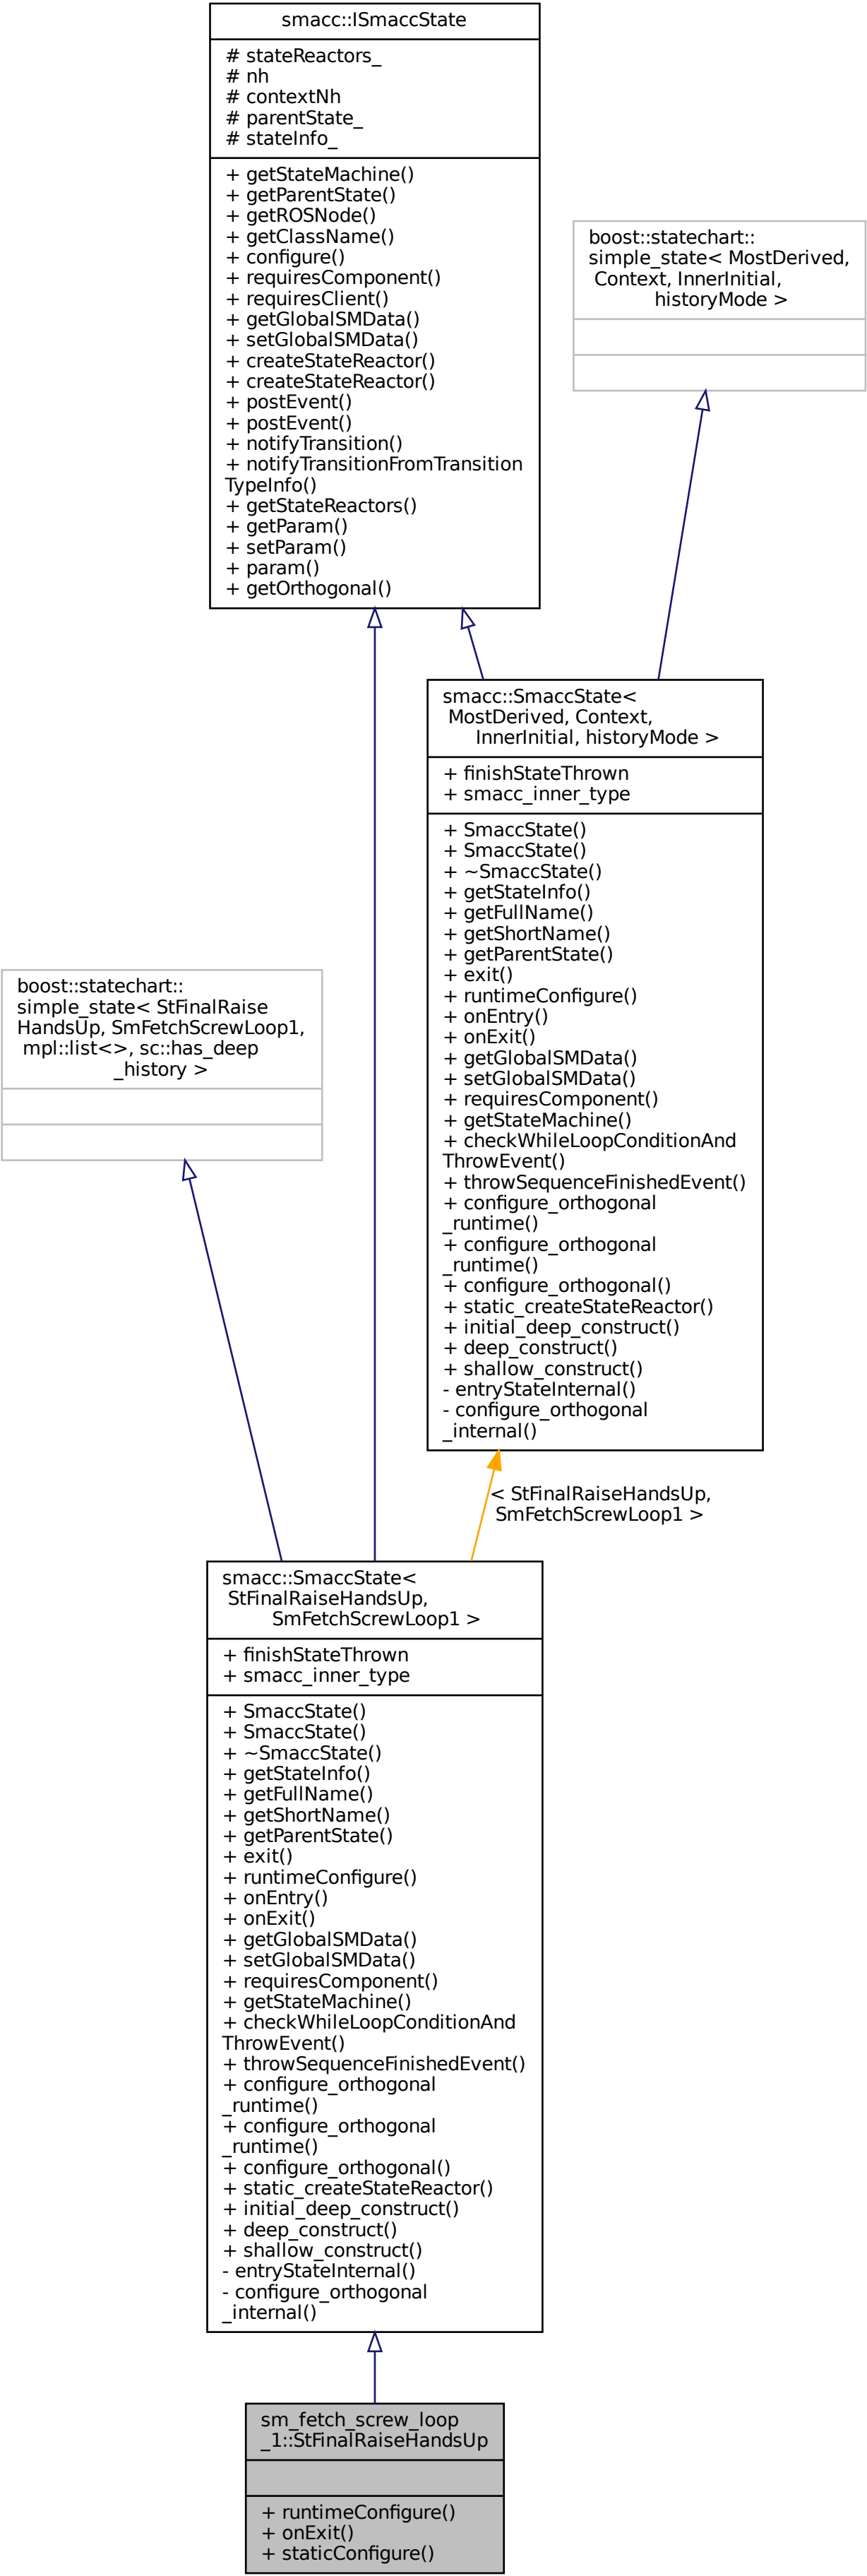 smacc::ISmaccState
# stateReactors_
# nh
# contextNh
# parentState_
# stateInfo_
+ getStateMachine()
+ getParentState()
+ getROSNode()
+ getClassName()
+ configure()
+ requiresComponent()
+ requiresClient()
+ getGlobalSMData()
+ setGlobalSMData()
+ createStateReactor()
+ createStateReactor()
+ postEvent()
+ postEvent()
+ notifyTransition()
+ notifyTransitionFromTransition
TypeInfo()
+ getStateReactors()
+ getParam()
+ setParam()
+ param()
+ getOrthogonal()
boost::statechart::
simple_state< MostDerived,
Context, InnerInitial,
historyMode >
smacc::SmaccState<
MostDerived, Context,
InnerInitial, historyMode >
+ finishStateThrown
+ smacc_inner_type
+ SmaccState()
+ SmaccState()
+ ~SmaccState()
+ getStateInfo()
+ getFullName()
+ getShortName()
+ getParentState()
+ exit()
+ runtimeConfigure()
+ onEntry()
+ onExit()
+ getGlobalSMData()
+ setGlobalSMData()
+ requiresComponent()
+ getStateMachine()
+ checkWhileLoopConditionAnd
ThrowEvent()
+ throwSequenceFinishedEvent()
+ configure_orthogonal
_runtime()
+ configure_orthogonal
_runtime()
+ configure_orthogonal()
+ static_createStateReactor()
+ initial_deep_construct()
+ deep_construct()
+ shallow_construct()
- entryStateInternal()
- configure_orthogonal
_internal()
boost::statechart::
simple_state< StFinalRaise
HandsUp, SmFetchScrewLoop1,
mpl::list<>, sc::has_deep
_history >
< StFinalRaiseHandsUp,
SmFetchScrewLoop1 >
smacc::SmaccState<
StFinalRaiseHandsUp,
SmFetchScrewLoop1 >
+ finishStateThrown
+ smacc_inner_type
+ SmaccState()
+ SmaccState()
+ ~SmaccState()
+ getStateInfo()
+ getFullName()
+ getShortName()
+ getParentState()
+ exit()
+ runtimeConfigure()
+ onEntry()
+ onExit()
+ getGlobalSMData()
+ setGlobalSMData()
+ requiresComponent()
+ getStateMachine()
+ checkWhileLoopConditionAnd
ThrowEvent()
+ throwSequenceFinishedEvent()
+ configure_orthogonal
_runtime()
+ configure_orthogonal
_runtime()
+ configure_orthogonal()
+ static_createStateReactor()
+ initial_deep_construct()
+ deep_construct()
+ shallow_construct()
- entryStateInternal()
- configure_orthogonal
_internal()
sm_fetch_screw_loop
_1::StFinalRaiseHandsUp
+ runtimeConfigure()
+ onExit()
+ staticConfigure()